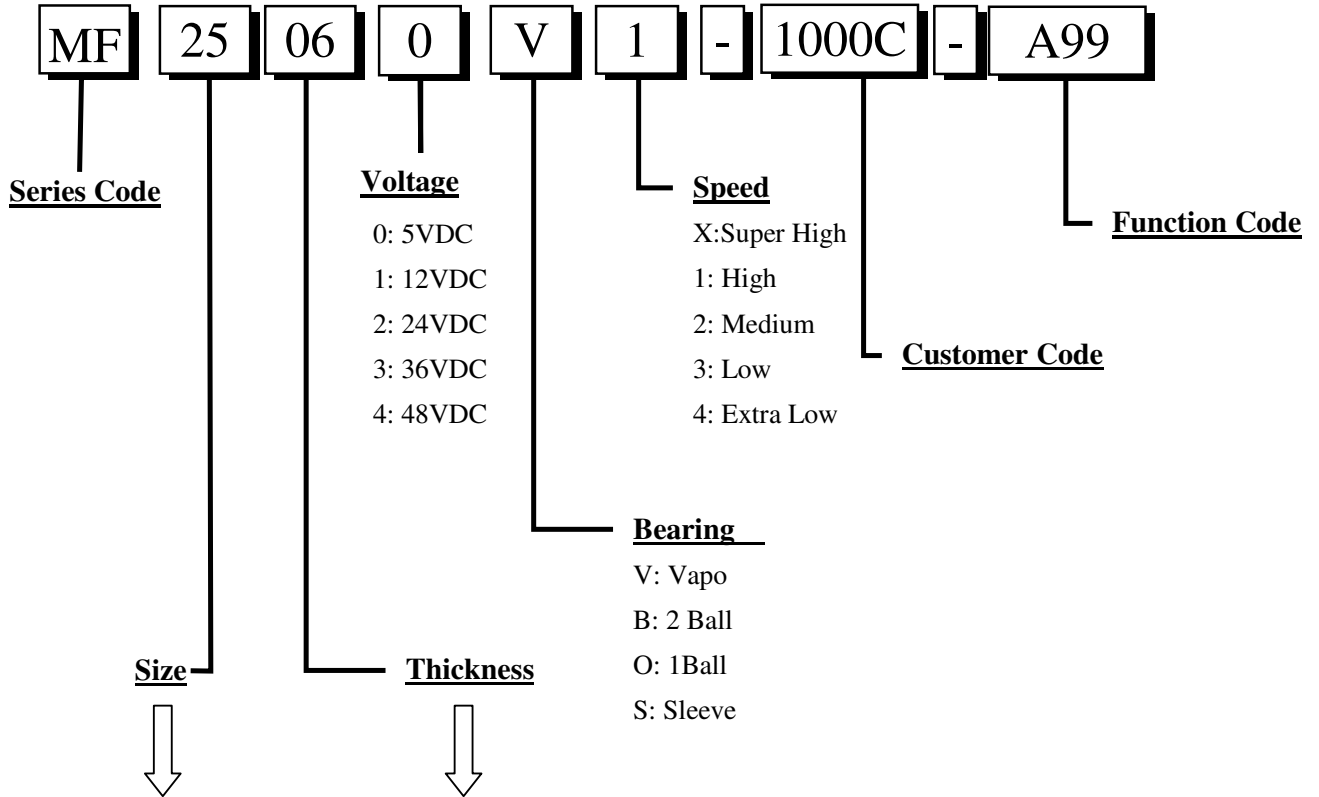 MF 25 06 0 V 1 - 1000C - A99
Series Code
Voltage
0: 5VDC
1: 12VDC
2: 24VDC
3: 36VDC
4: 48VDC
Speed
X:Super High
1: High
2: Medium
3: Low
4: Extra Low
Function Code
Customer Code
Bearing
V: Vapo
B: 2 Ball
O: 1Ball
S: Sleeve
Size
Thickness